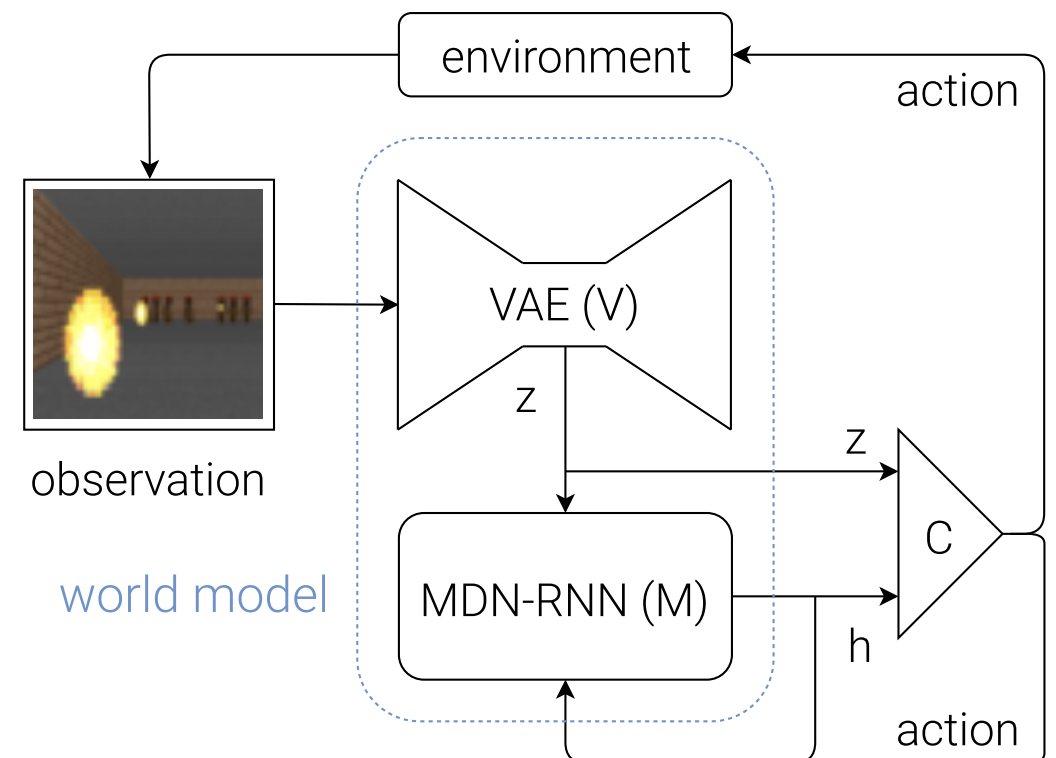 environment
action
VAE (V)
z
z
observation
C
world model
MDN-RNN (M)
h
action